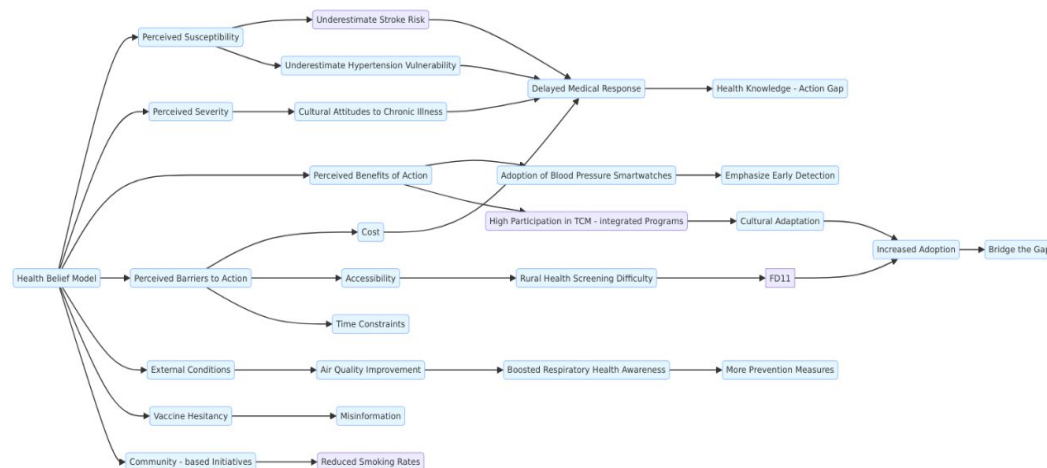 Underestimate Stroke Risk
Perceived Susceptibility
Underestimate Hypertension Vulnerability
Delayed Medical Response
Health Knowledge - Action Gap
Perceived Severity
Cultural Attitudes to Chronic Illness
Perceived Benefits of Action
Adoption of Blood Pressure Smartwatches
Emphasize Early Detection
High Participation in TCM - integrated Programs
Cultural Adaptation
Cost
Increased Adoption
Bridge the Gap
Health Belief Model
Perceived Barriers to Action
Accessibility
Rural Health Screening Difficulty
FD11
Time Constraints
External Conditions
Air Quality Improvement
Boosted Respiratory Health Awareness
More Prevention Measures
Vaccine Hesitancy
Misinformation
Community - based Initiatives
Reduced Smoking Rates